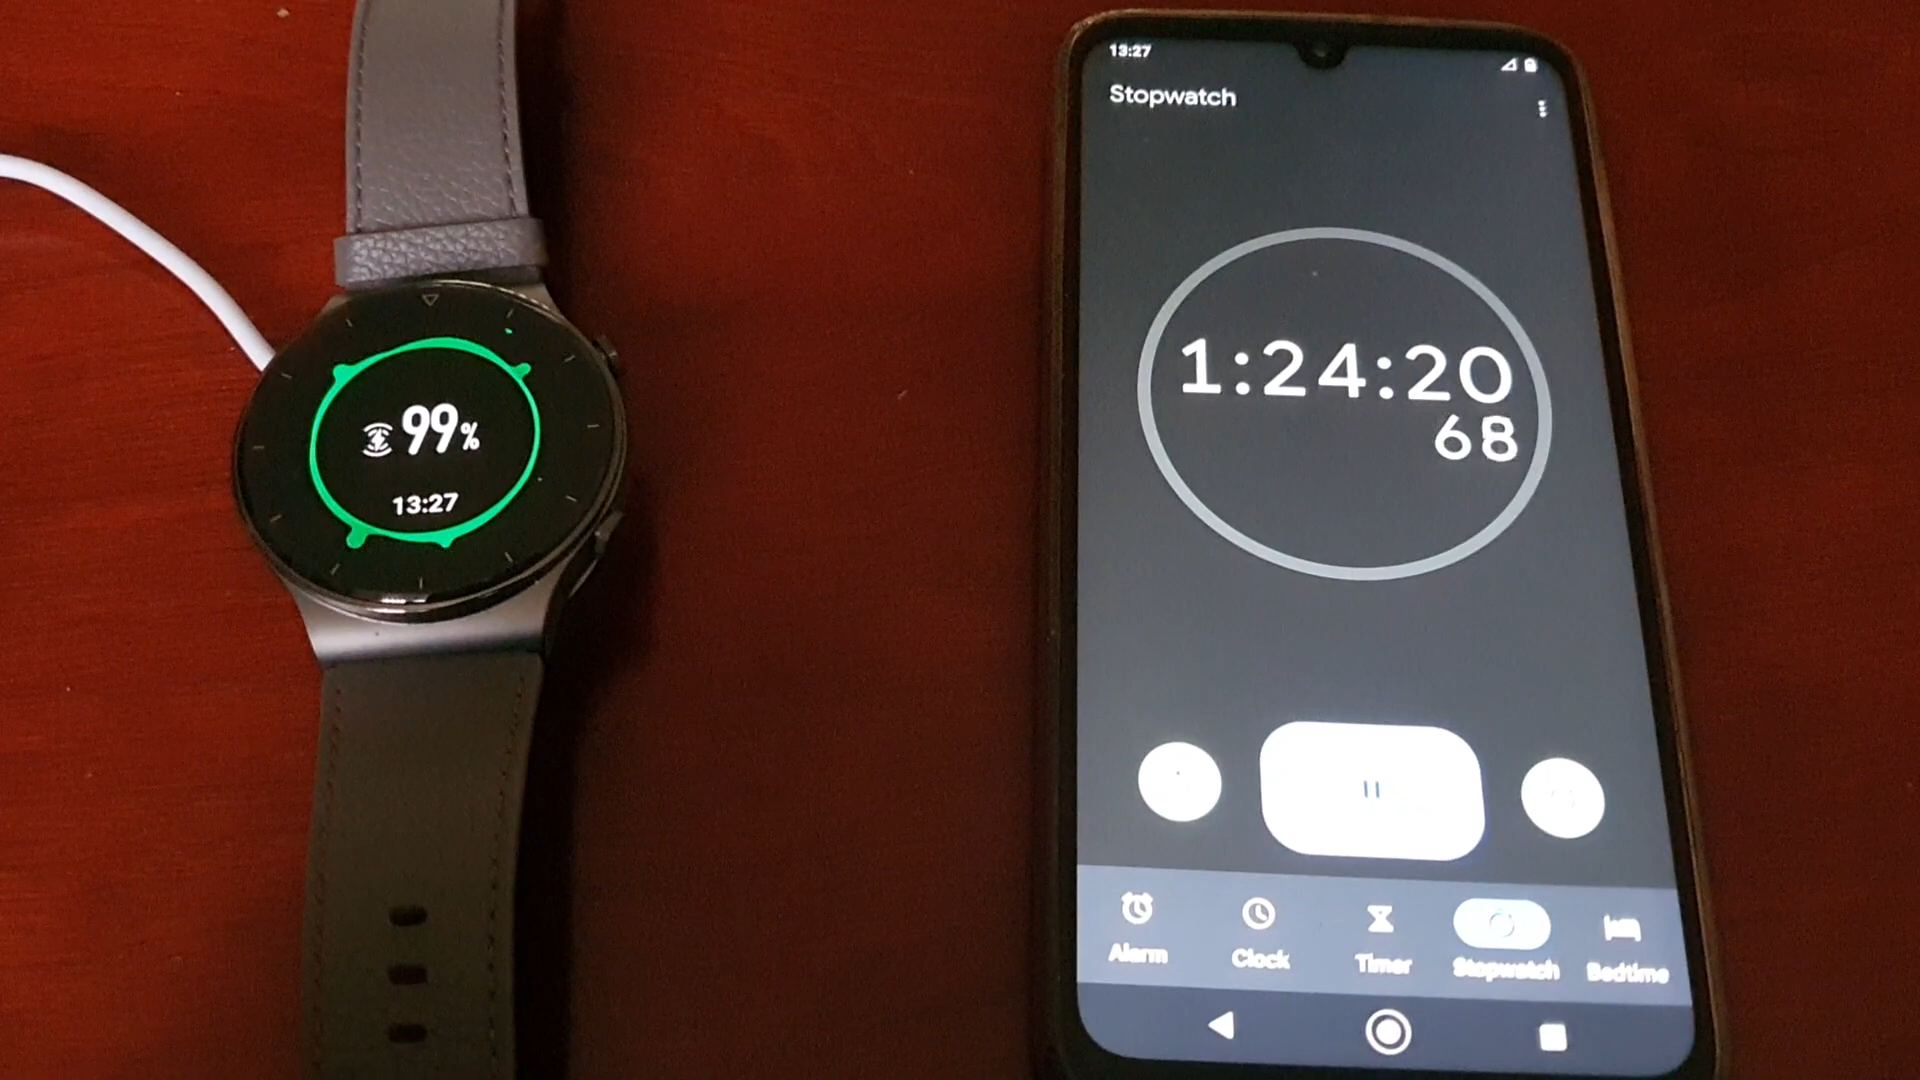 99%
13:27
13:27
Stopwatch
1:24:20
68
Alarm
Clock
Timer
Stopwatch
Bedtime